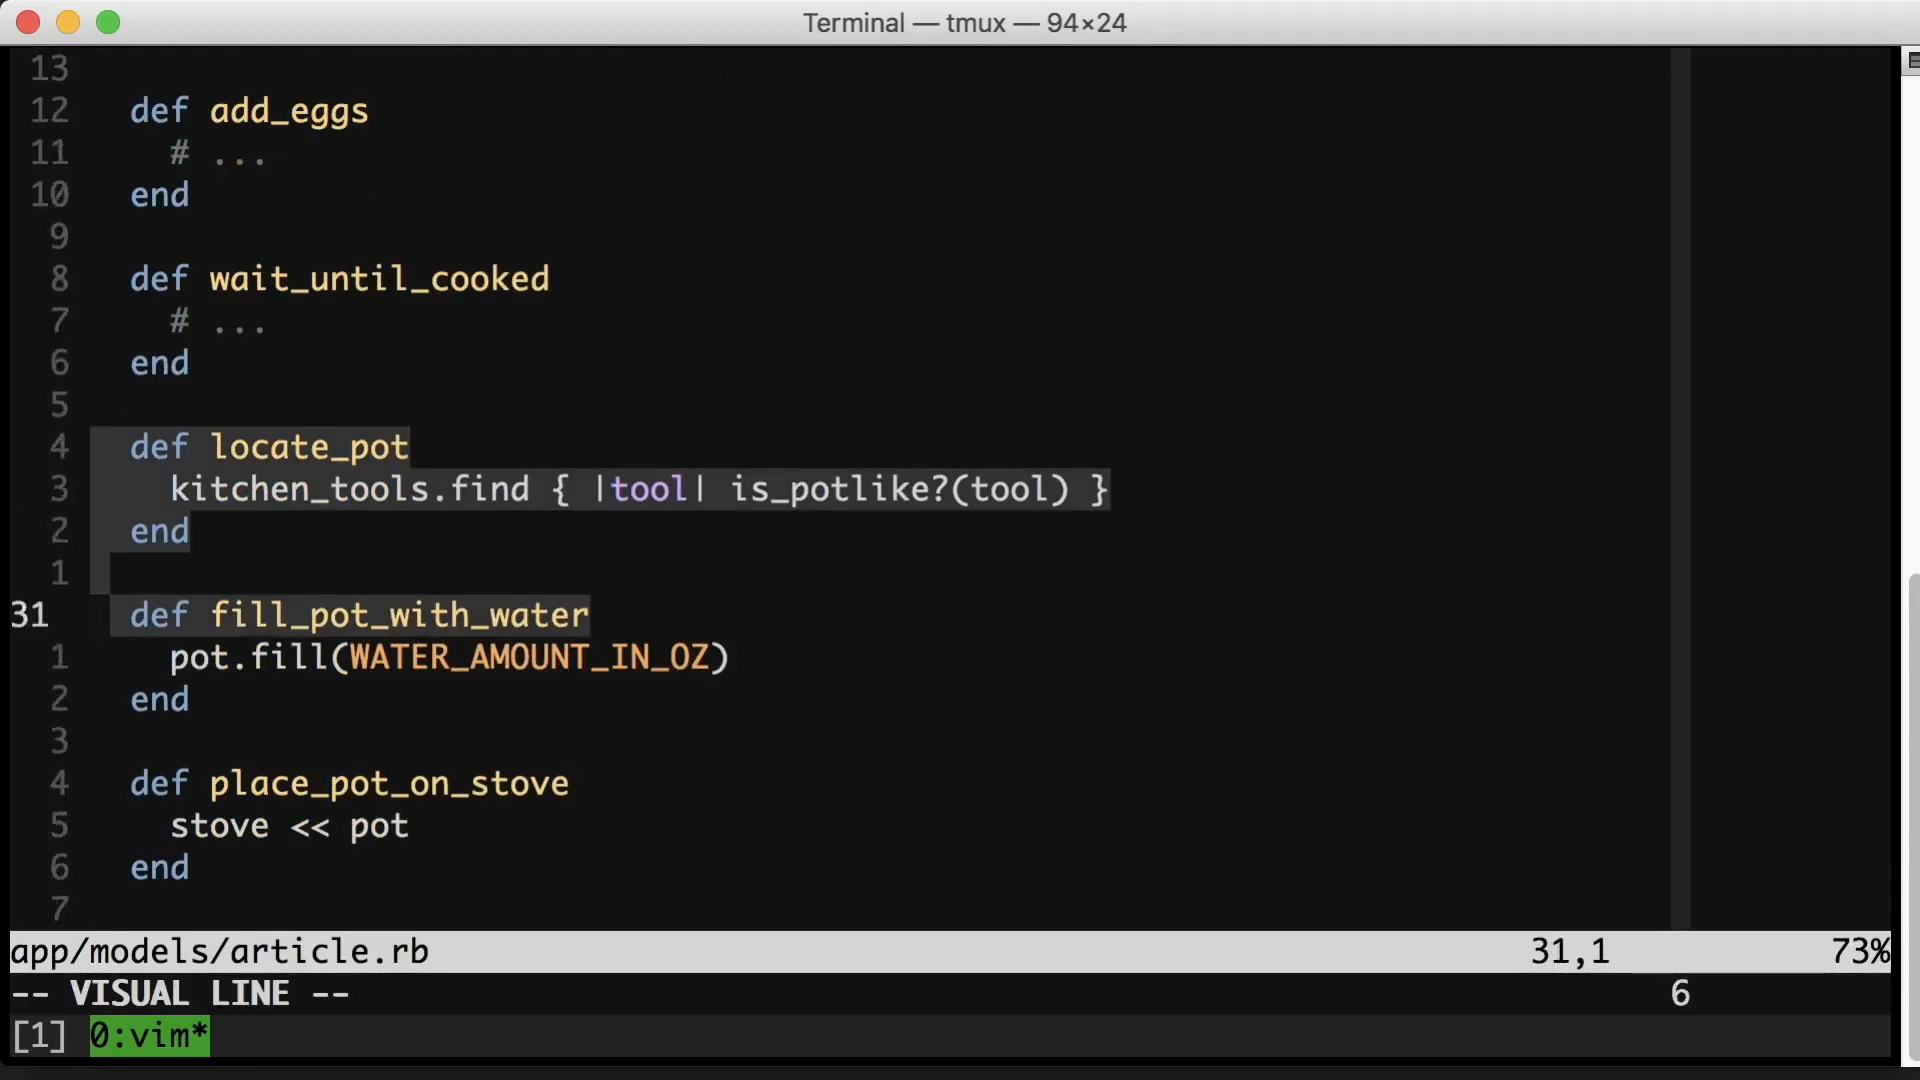 Terminal — tmux — 94×24
13
12 def add_eggs
11 # ...
10 end
9
8 def wait_until_cooked
7 # ...
6 end
5
4 def locate_pot
3 kitchen_tools.find { |tool| is_potlike?(tool) }
2 end
1
31 def fill_pot_with_water
1 pot.fill(WATER_AMOUNT_IN_OZ)
2 end
3
4 def place_pot_on_stove
5 stove << pot
6 end
7
app/models/article.rb 31,1 73%
-- VISUAL LINE -- 6
[1] 0:vim*